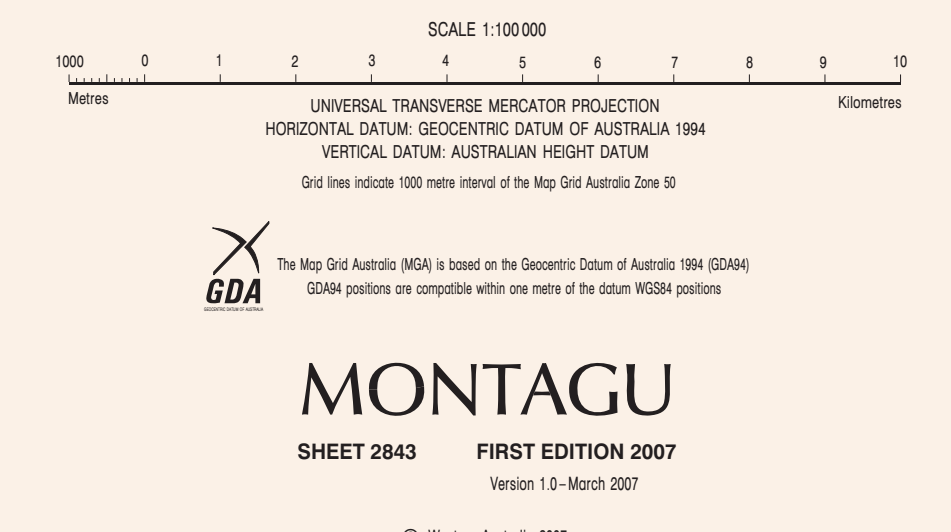 SCALE 1:100 000
1000 0 1 2 3 4 5 6 7 8 9 10
Metres Kilometres
UNIVERSAL TRANSVERSE MERCATOR PROJECTION
HORIZONTAL DATUM: GEOCENTRIC DATUM OF AUSTRALIA 1994
VERTICAL DATUM: AUSTRALIAN HEIGHT DATUM
Grid lines indicate 1000 metre interval of the Map Grid Australia Zone 50
The Map Grid Australia (MGA) is based on the Geocentric Datum of Australia 1994 (GDA94)
GDA94 positions are compatible within one metre of the datum WGS84 positions
GDA
GEOCENTRIC DATUM OF AUSTRALIA
MONTAGU
SHEET 2843 FIRST EDITION 2007
Version 1.0–March 2007